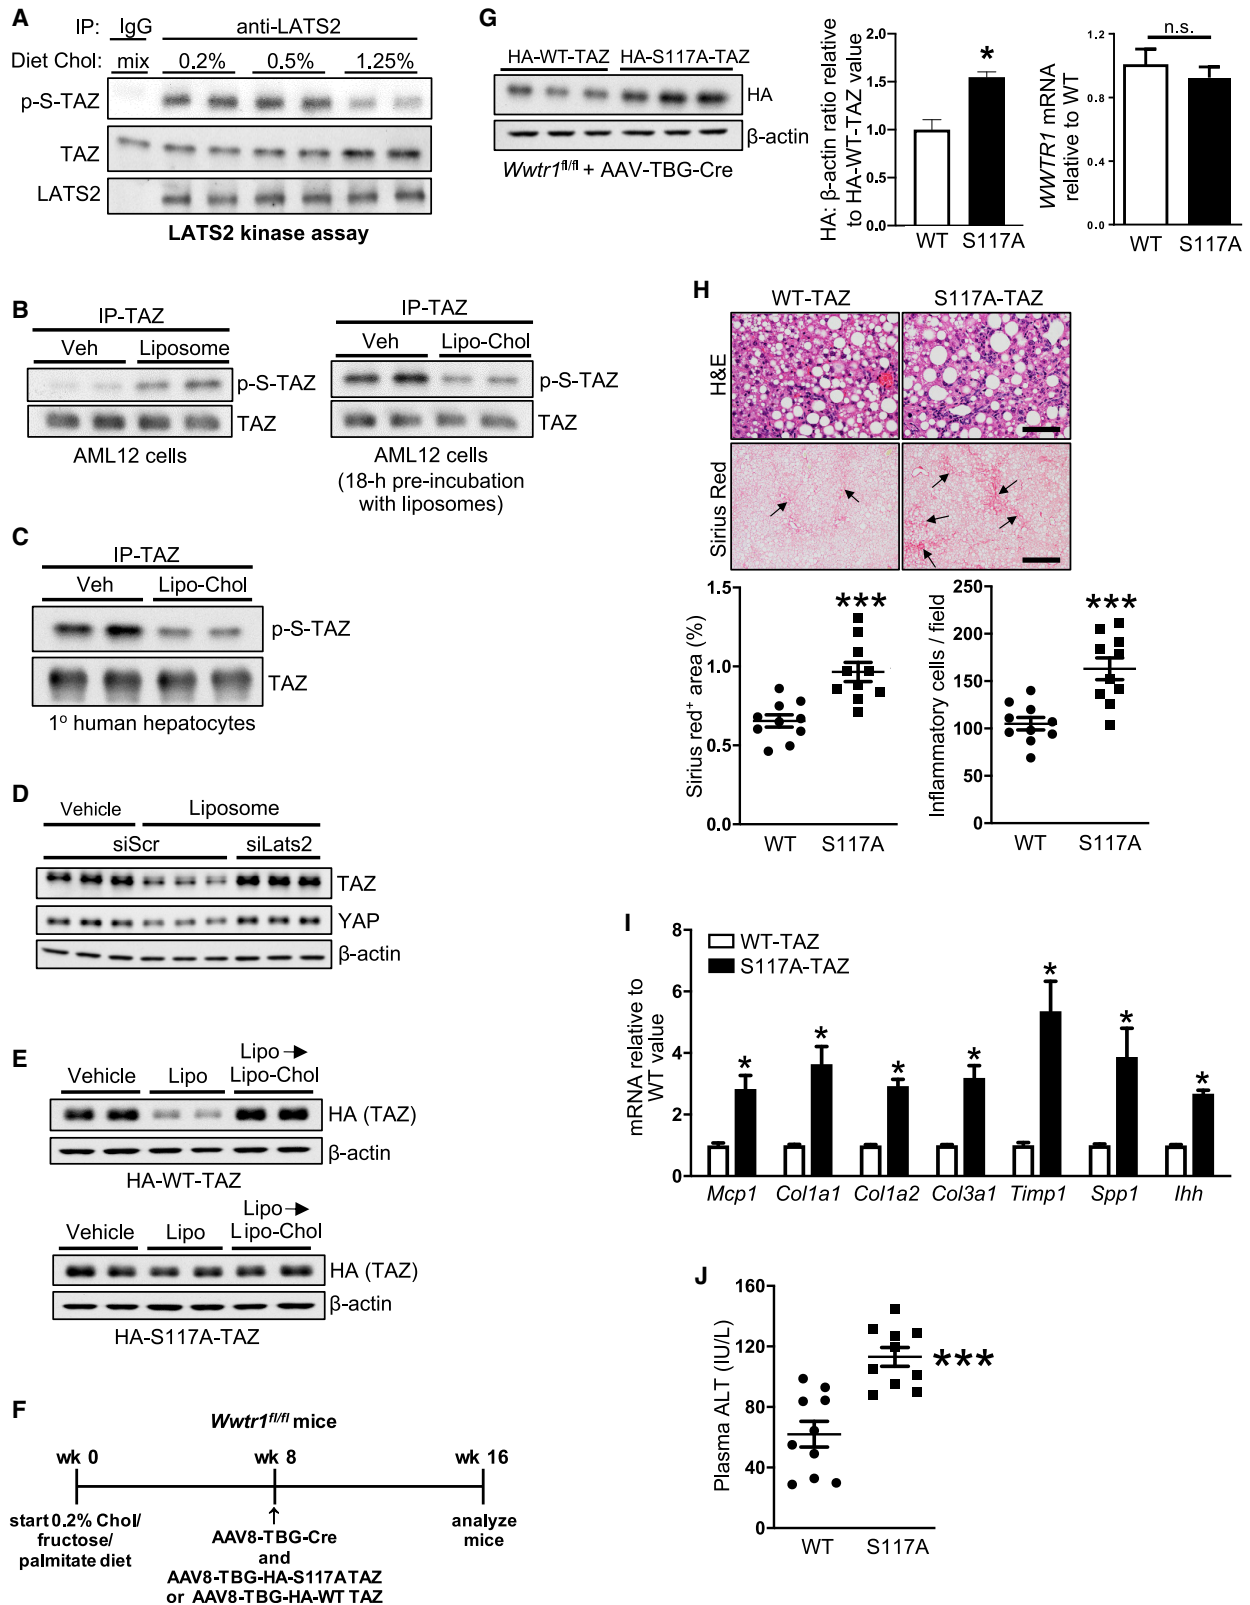 A
IP: IgG anti-LATS2
Diet Chol: mix 0.2% 0.5% 1.25%
p-S-TAZ
TAZ
LATS2
LATS2 kinase assay
B
IP-TAZ
Veh Liposome
p-S-TAZ
TAZ
AML12 cells
IP-TAZ
Veh Lipo-Chol
p-S-TAZ
TAZ
AML12 cells
(18-h pre-incubation
with liposomes)
C
IP-TAZ
Veh Lipo-Chol
p-S-TAZ
TAZ
1º human hepatocytes
D
Vehicle Liposome
siScr siLats2
TAZ
YAP
β-actin
E
Vehicle Lipo Lipo →
Lipo-Chol
HA (TAZ)
β-actin
HA-WT-TAZ
Vehicle Lipo Lipo →
Lipo-Chol
HA (TAZ)
β-actin
HA-S117A-TAZ
F
Wwtr1fl/fl mice
wk 0 wk 8 wk 16
start 0.2% Chol/
fructose/
palmitate diet
↑
AAV8-TBG-Cre
and
AAV8-TBG-HA-S117ATAZ
or AAV8-TBG-HA-WT TAZ
analyze
mice
G
HA-WT-TAZ HA-S117A-TAZ
HA
β-actin
Wwtr1fl/fl + AAV-TBG-Cre
HA: β-actin ratio relative
to HA-WT-TAZ value
2.0
1.5
1.0
0.5
0.0
*
WT S117A
WWTR1 mRNA
relative to WT
1.2
0.8
0.4
0
n.s.
WT S117A
H
WT-TAZ S117A-TAZ
H&E
Sirius Red
Sirius red+ area (%)
1.5
1.0
0.5
0.0
***
WT S117A
Inflammatory cells / field
250
200
150
100
50
0
***
WT S117A
I
WT-TAZ
S117A-TAZ
mRNA relative to
WT value
8
6
4
2
0
* * * * * * *
Mcp1 Col1a1 Col1a2 Col3a1 Timp1 Spp1 Ihh
J
Plasma ALT (IU/L)
160
120
80
40
0
***
WT S117A